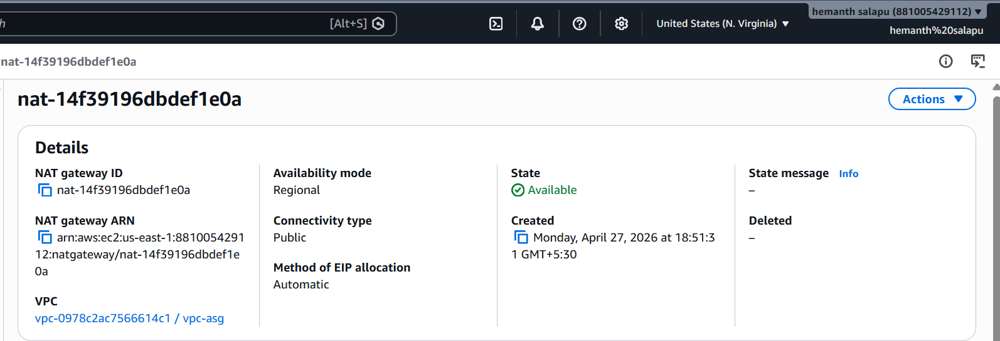 h [Alt+S] United States (N. Virginia) hemanth salapu (881005429112)
hemanth%20salapu
nat-14f39196dbdef1e0a
nat-14f39196dbdef1e0a
Actions
Details
NAT gateway ID
nat-14f39196dbdef1e0a
NAT gateway ARN
arn:aws:ec2:us-east-1:8810054291
12:natgateway/nat-14f39196dbdef1e
0a
VPC
vpc-0978c2ac7566614c1 / vpc-asg
Availability mode
Regional
Connectivity type
Public
Method of EIP allocation
Automatic
State
Available
Created
Monday, April 27, 2026 at 18:51:3
1 GMT+5:30
State message Info
–
Deleted
–